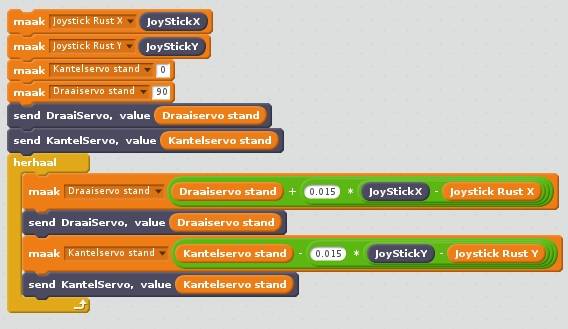 maak Joystick Rust X JoyStickX
maak Joystick Rust Y JoyStickY
maak Kantelservo stand 0
maak Draaiservo stand 90
send DraaiServo, value Draaiservo stand
send KantelServo, value Kantelservo stand
herhaal
maak Draaiservo stand Draaiservo stand + 0.015 * JoyStickX - Joystick Rust X
send DraaiServo, value Draaiservo stand
maak Kantelservo stand Kantelservo stand - 0.015 * JoyStickY - Joystick Rust Y
send KantelServo, value Kantelservo stand